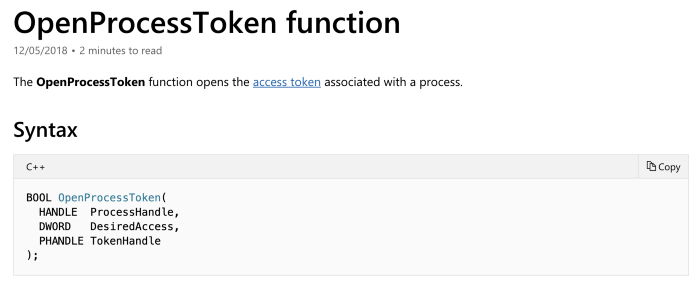 OpenProcessToken function
12/05/2018 • 2 minutes to read
The OpenProcessToken function opens the access token associated with a process.
Syntax
C++
Copy
BOOL OpenProcessToken(
  HANDLE  ProcessHandle,
  DWORD   DesiredAccess,
  PHANDLE TokenHandle
);